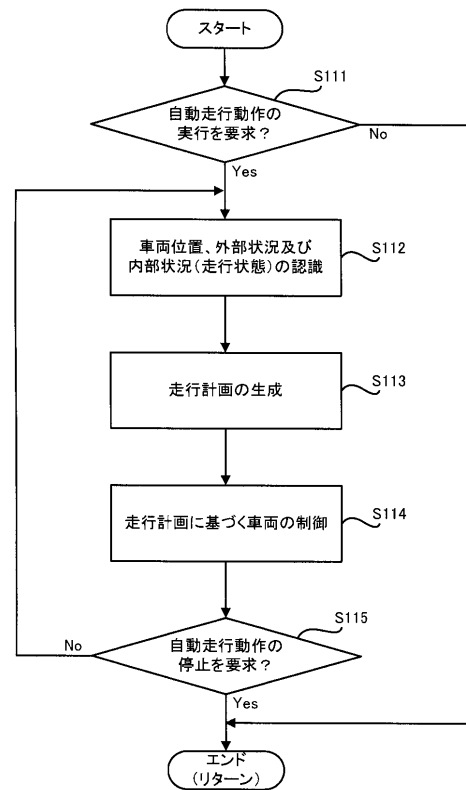 スタート
S111
自動走行動作の
実行を要求?
No
Yes
車両位置、外部状況及び
内部状況(走行状態)の認識
S112
走行計画の生成
S113
走行計画に基づく車両の制御
S114
S115
自動走行動作の
停止を要求?
No
Yes
エンド
(リターン)